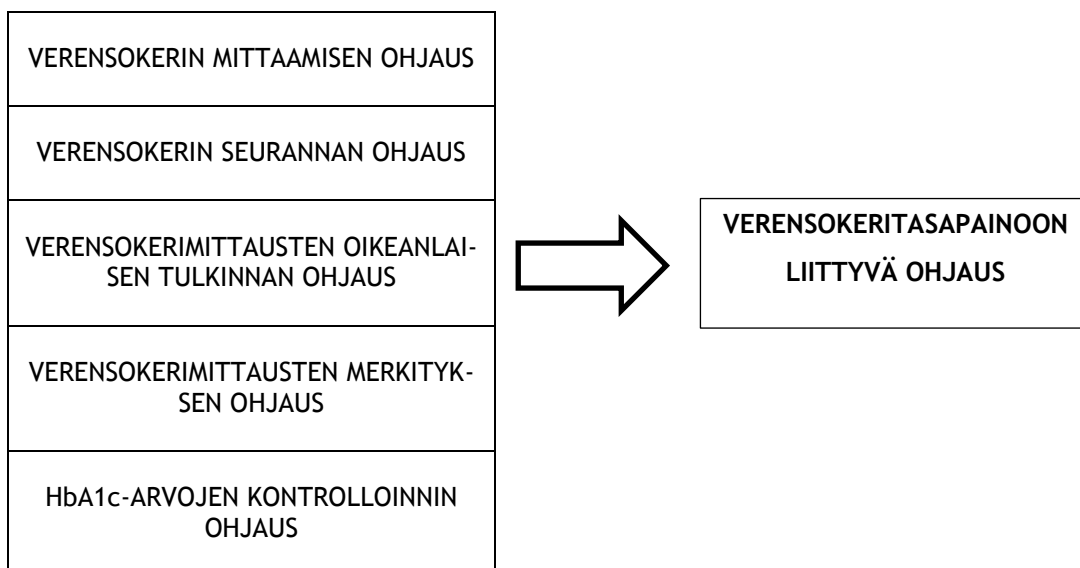 VERENSOKERIN MITTAAMISEN OHJAUS
VERENSOKERIN SEURANNAN OHJAUS
VERENSOKERIMITTAUSTEN OIKEANLAI-
SEN TULKINNAN OHJAUS
VERENSOKERIMITTAUSTEN MERKITYK-
SEN OHJAUS
HbA1c-ARVOJEN KONTROLLOINNIN
OHJAUS
VERENSOKERITASAPAINOON
LIITTYVÄ OHJAUS